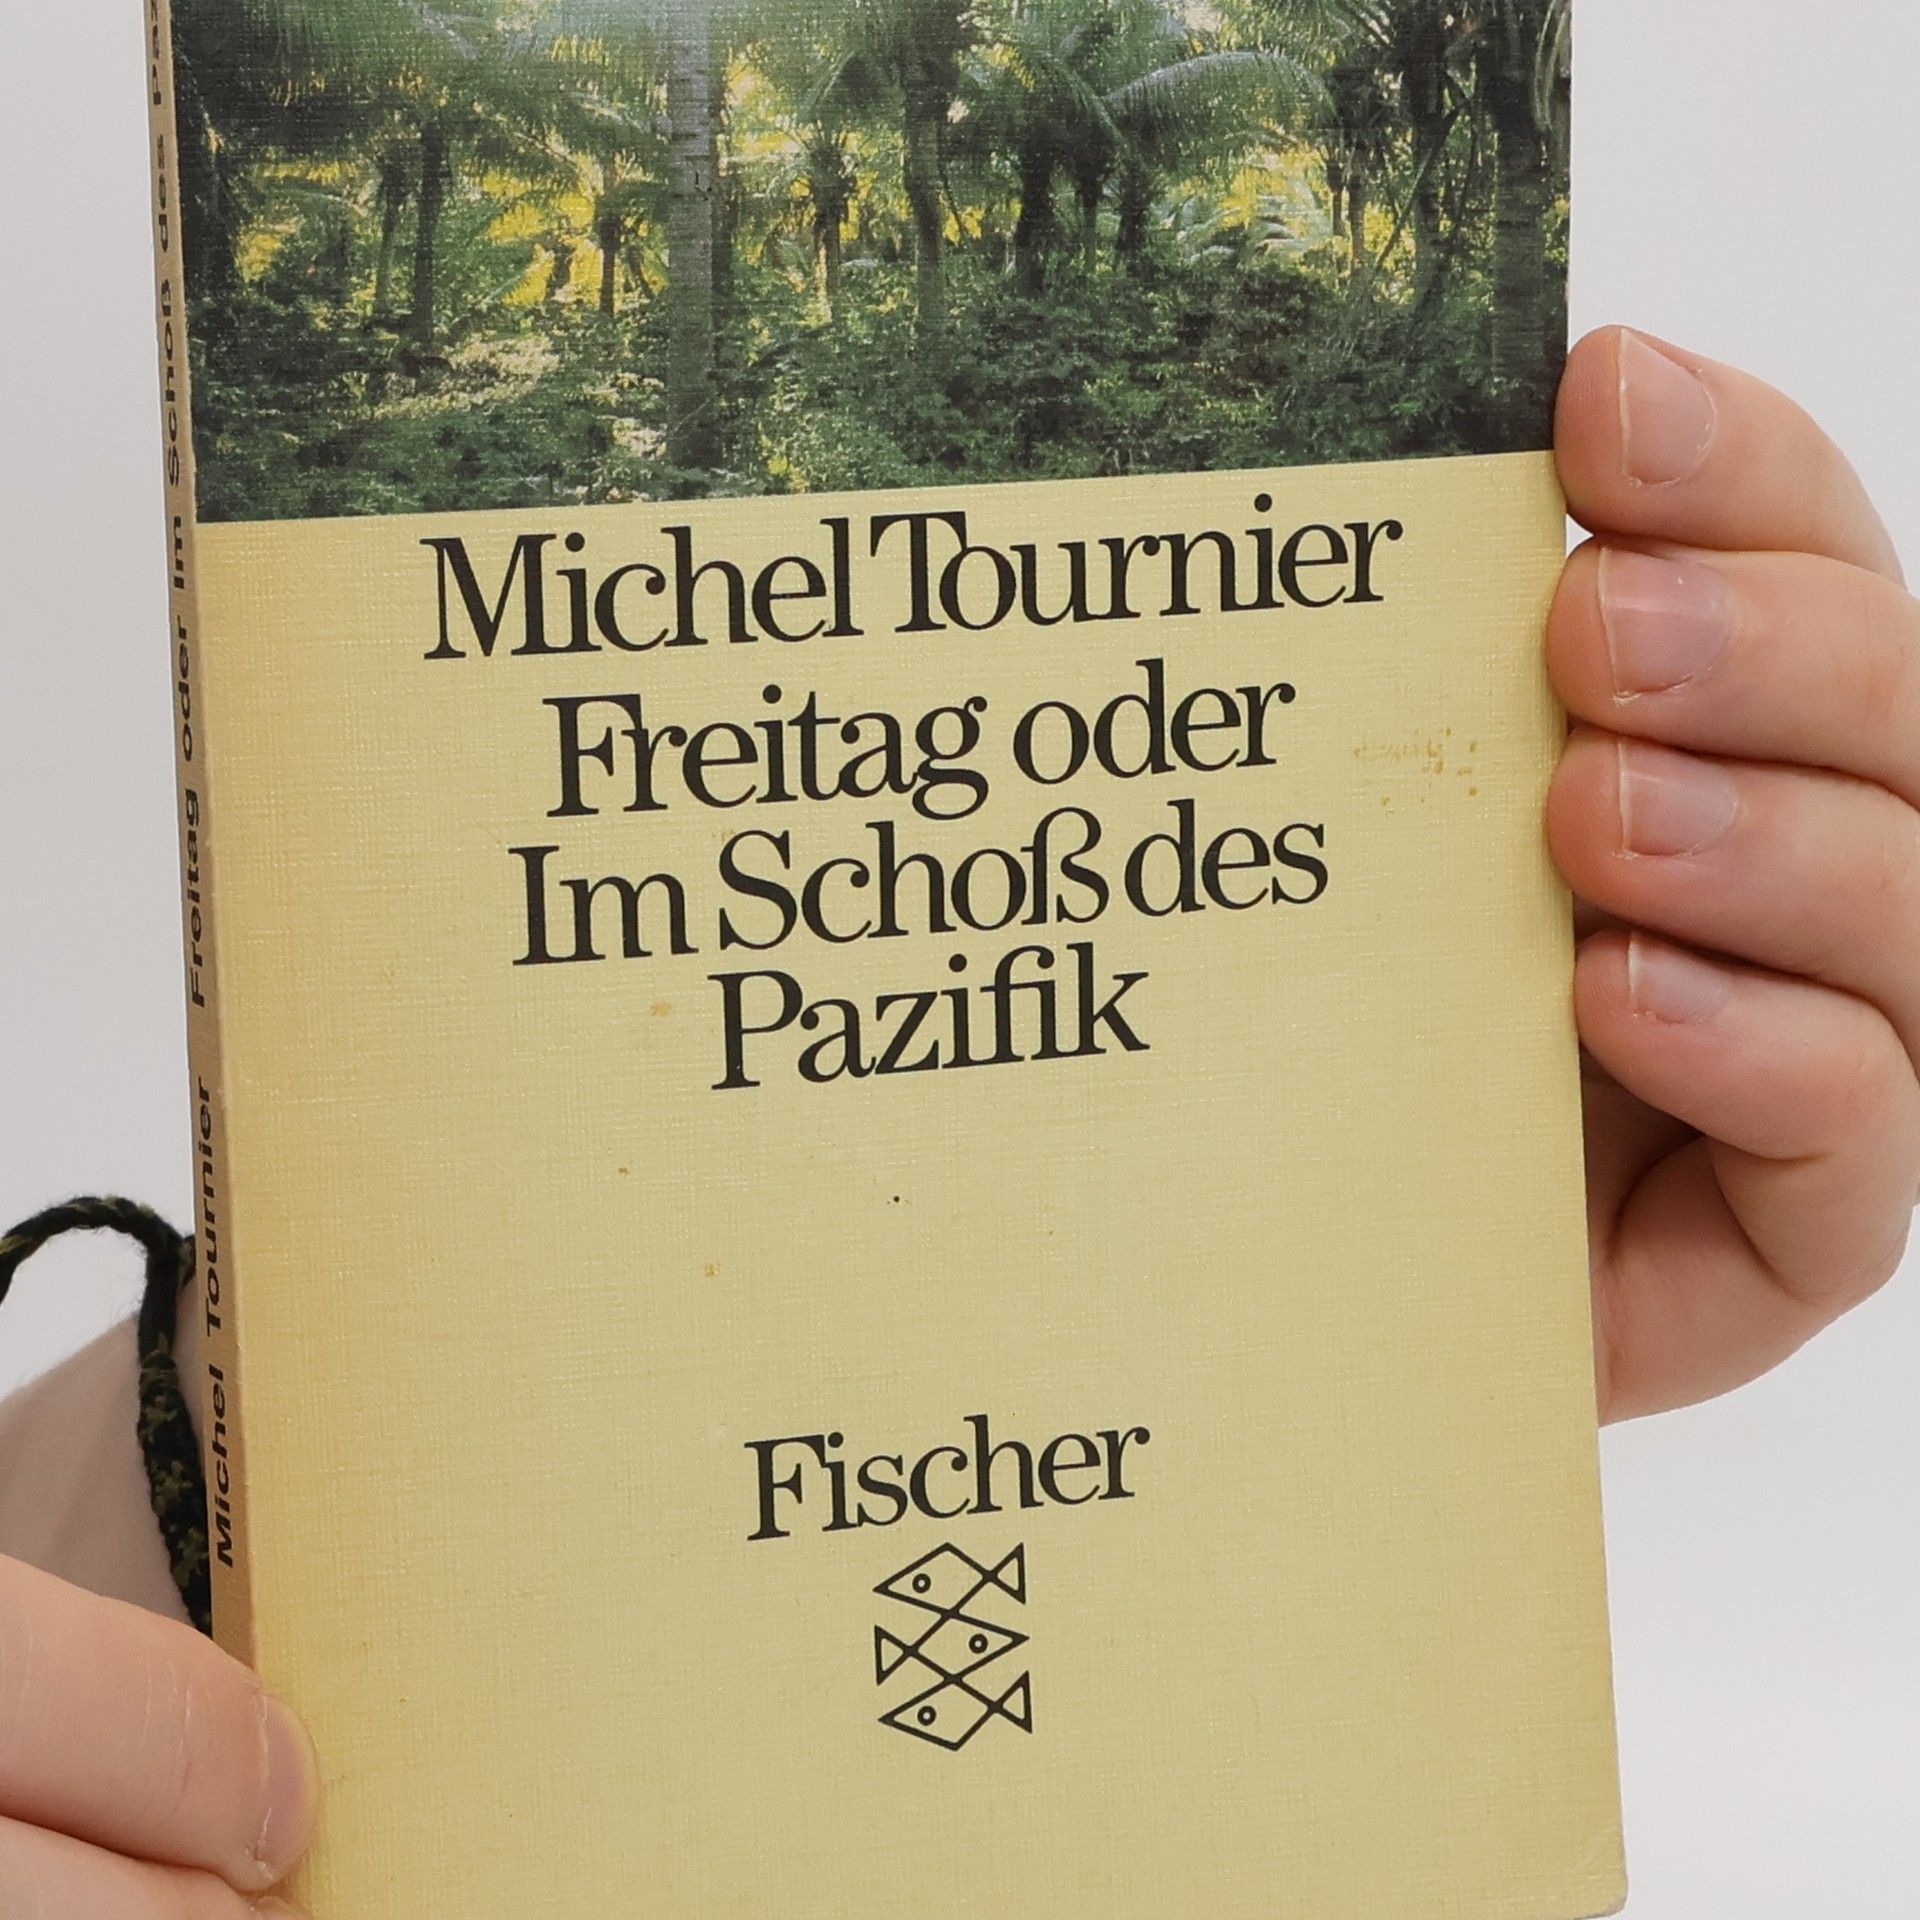 Michel Tournier
Freitag oder
Im Schoß des
Pazifik
Fischer
Michel Tournier Freitag oder Im Schoß des